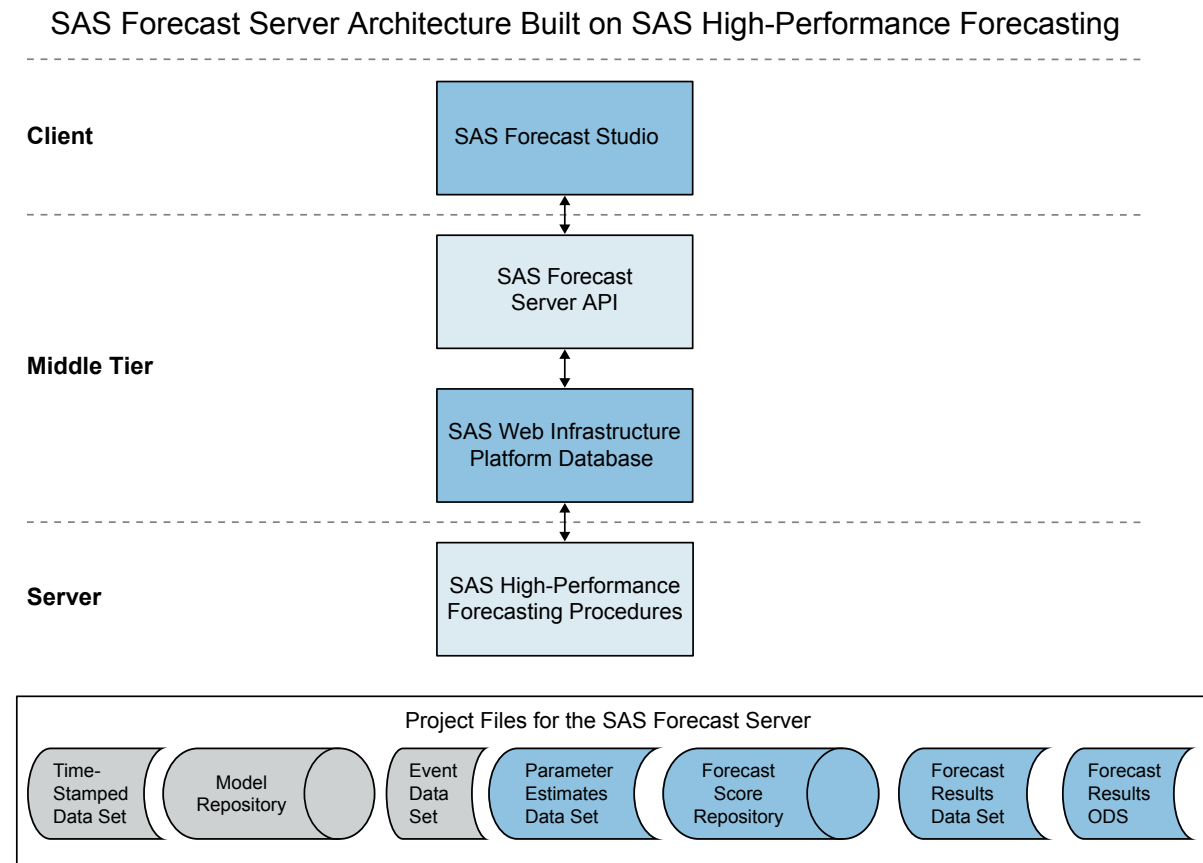 SAS Forecast Server Architecture Built on SAS High-Performance Forecasting
Client
SAS Forecast Studio
Middle Tier
SAS Forecast
Server API
SAS Web Infrastructure
Platform Database
Server
SAS High-Performance
Forecasting Procedures
Project Files for the SAS Forecast Server
Time-
Stamped
Data Set
Model
Repository
Event
Data
Set
Parameter
Estimates
Data Set
Forecast
Score
Repository
Forecast
Results
Data Set
Forecast
Results
ODS